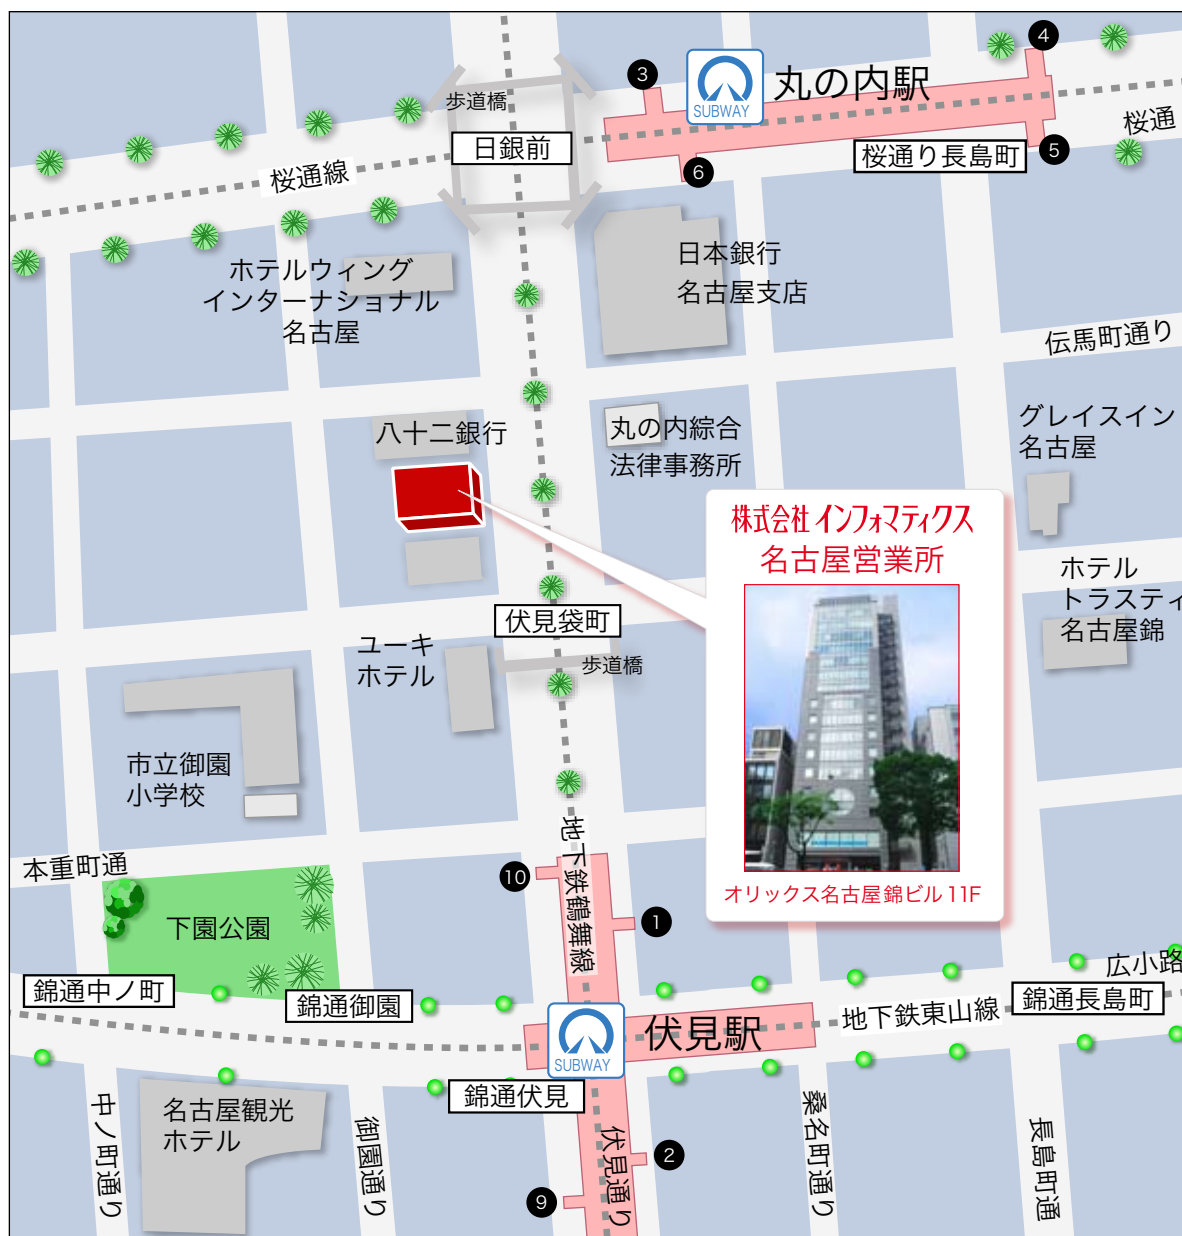 4
3
SUBWAY
丸の内駅
歩道橋
日銀前
桜通
5
桜通り長島町
6
桜通線
日本銀行
名古屋支店
ホテルウィング
インターナショナル
名古屋
伝馬町通り
グレイスイン
名古屋
八十二銀行
丸の内綜合
法律事務所
株式会社インフォマティクス
名古屋営業所
オリックス名古屋錦ビル11F
ホテル
トラスティ
名古屋錦
伏見袋町
歩道橋
ユーキ
ホテル
市立御園
小学校
地下鉄鶴舞線
本重町通
10
1
下園公園
錦通中ノ町
錦通御園
広小路
錦通長島町
地下鉄東山線
SUBWAY
伏見駅
錦通伏見
名古屋観光
ホテル
中ノ町通り
御園通り
伏見通り
2
9
桑名町通り
長島町通